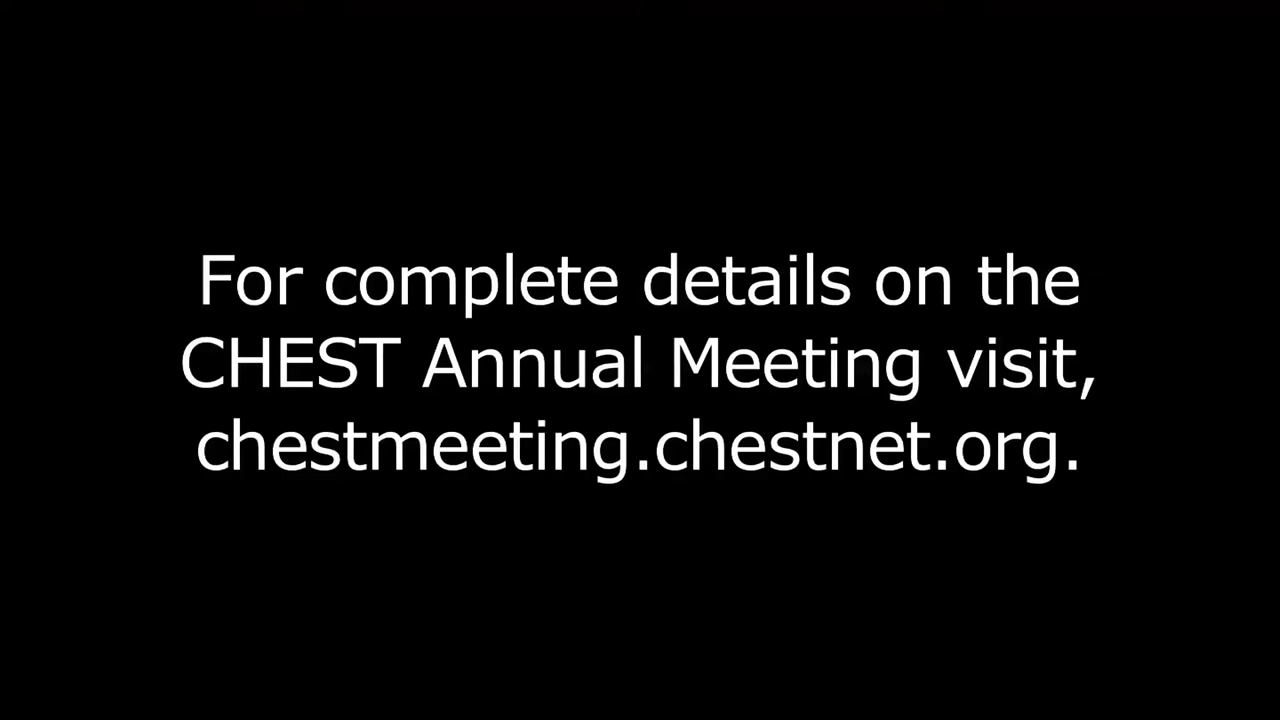 For complete details on the
CHEST Annual Meeting visit,
chestmeeting.chestnet.org.